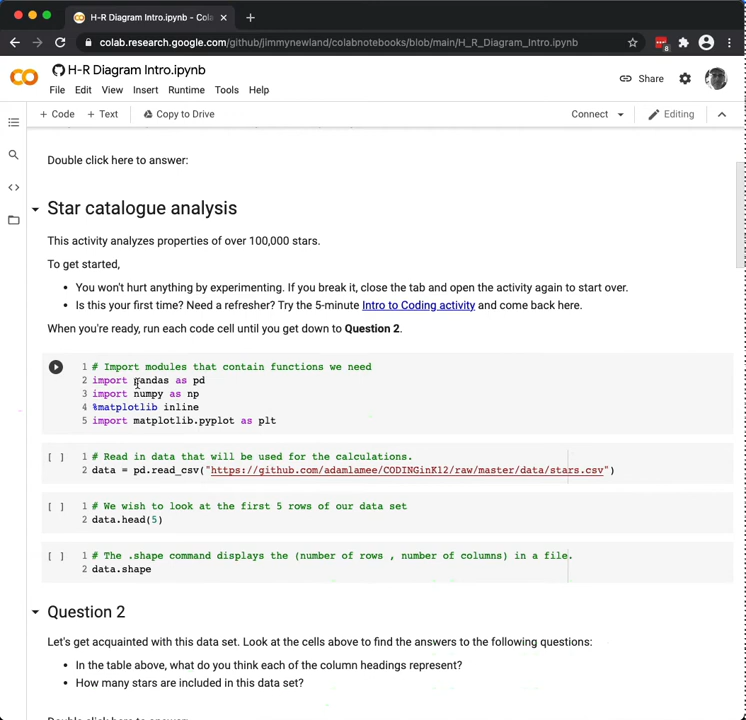 H-R Diagram Intro.ipynb - Cola
colab.research.google.com/github/jimmynewland/colabnotebooks/blob/main/H_R_Diagram_Intro.ipynb
8
H-R Diagram Intro.ipynb
Share
File Edit View Insert Runtime Tools Help
+ Code + Text Copy to Drive Connect Editing
Double click here to answer:
Star catalogue analysis
This activity analyzes properties of over 100,000 stars.
To get started,
• You won't hurt anything by experimenting. If you break it, close the tab and open the activity again to start over.
• Is this your first time? Need a refresher? Try the 5-minute Intro to Coding activity and come back here.
When you're ready, run each code cell until you get down to Question 2.
1 # Import modules that contain functions we need
2 import pandas as pd
3 import numpy as np
4 %matplotlib inline
5 import matplotlib.pyplot as plt
[ ] 1 # Read in data that will be used for the calculations.
2 data = pd.read_csv("https://github.com/adamlamee/CODINGinK12/raw/master/data/stars.csv")
[ ] 1 # We wish to look at the first 5 rows of our data set
2 data.head(5)
[ ] 1 # The .shape command displays the (number of rows , number of columns) in a file.
2 data.shape
Question 2
Let's get acquainted with this data set. Look at the cells above to find the answers to the following questions:
• In the table above, what do you think each of the column headings represent?
• How many stars are included in this data set?